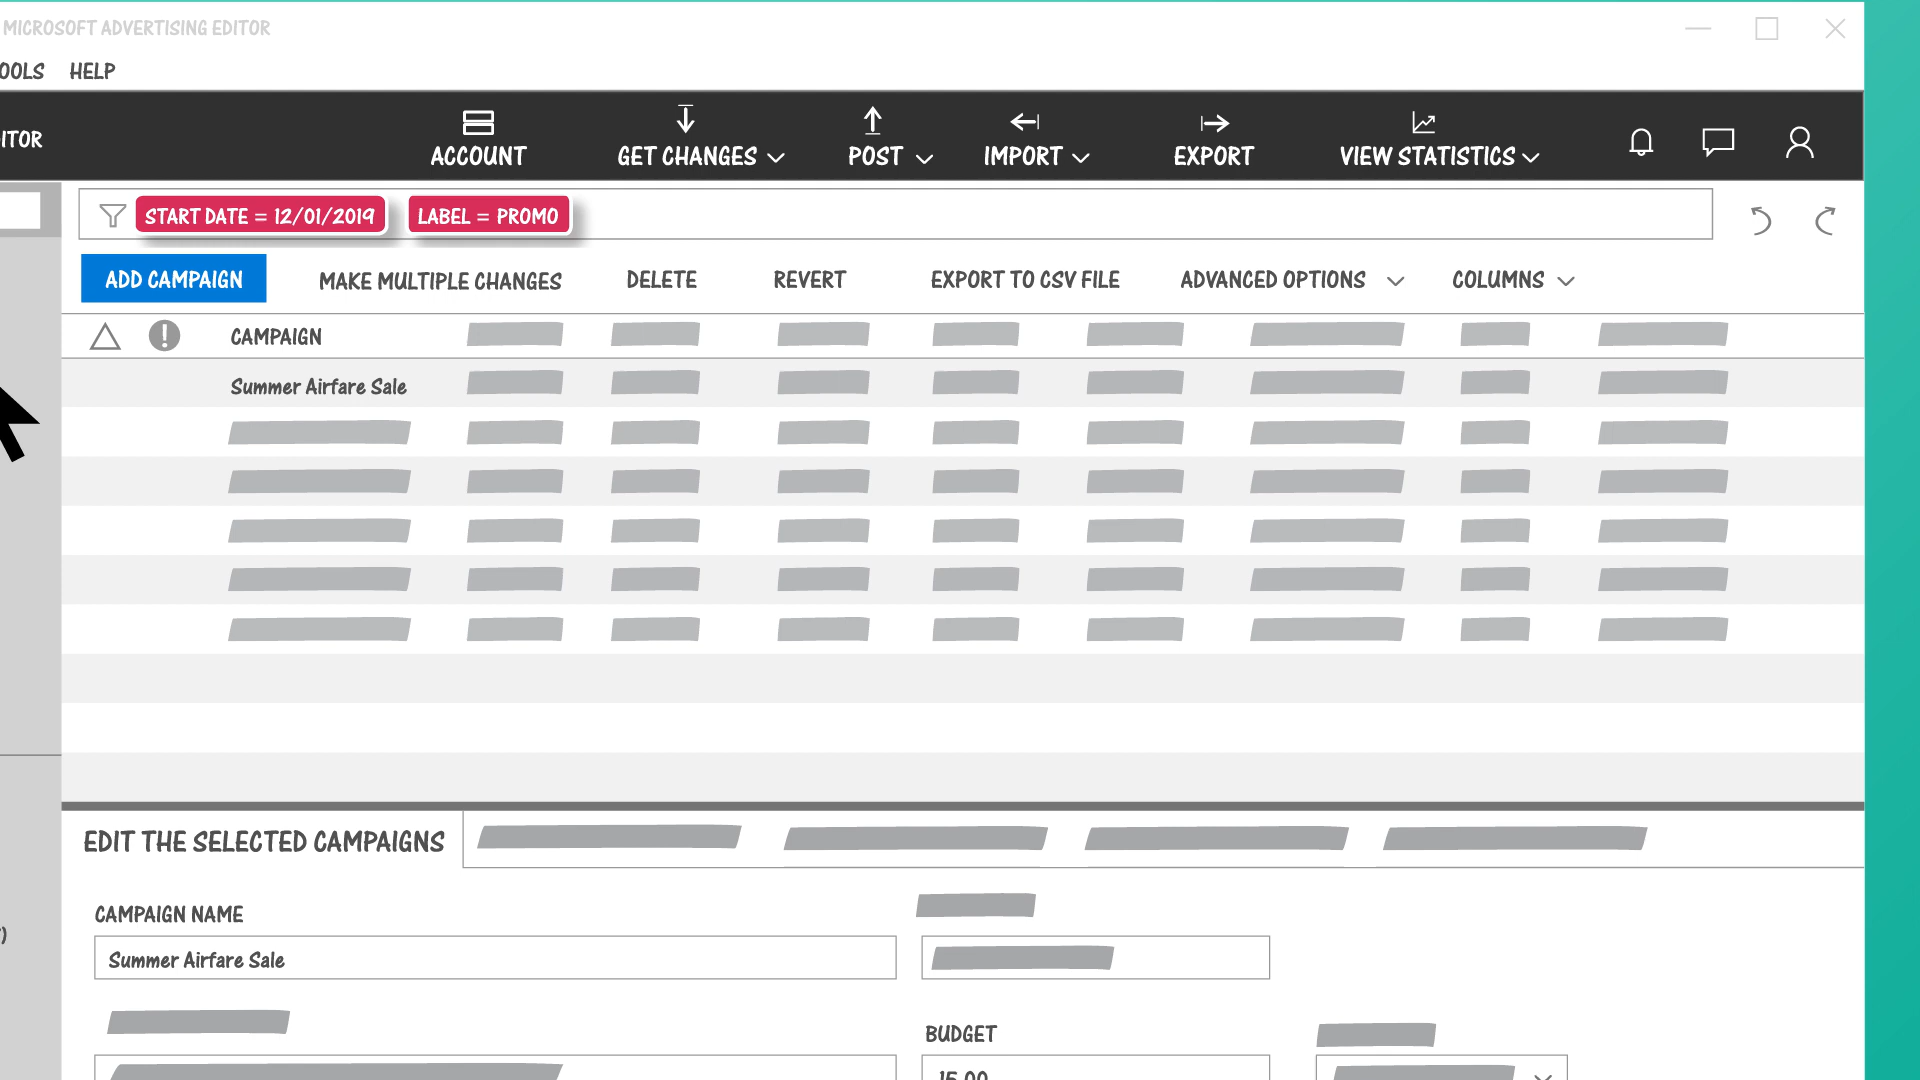 MICROSOFT ADVERTISING EDITOR
HELP
ACCOUNT GET CHANGES POST IMPORT EXPORT VIEW STATISTICS
START DATE = 12/01/2019 LABEL = PROMO
ADD CAMPAIGN MAKE MULTIPLE CHANGES DELETE REVERT EXPORT TO CSV FILE ADVANCED OPTIONS COLUMNS
CAMPAIGN
Summer Airfare Sale
EDIT THE SELECTED CAMPAIGNS
CAMPAIGN NAME
Summer Airfare Sale
BUDGET
15.00